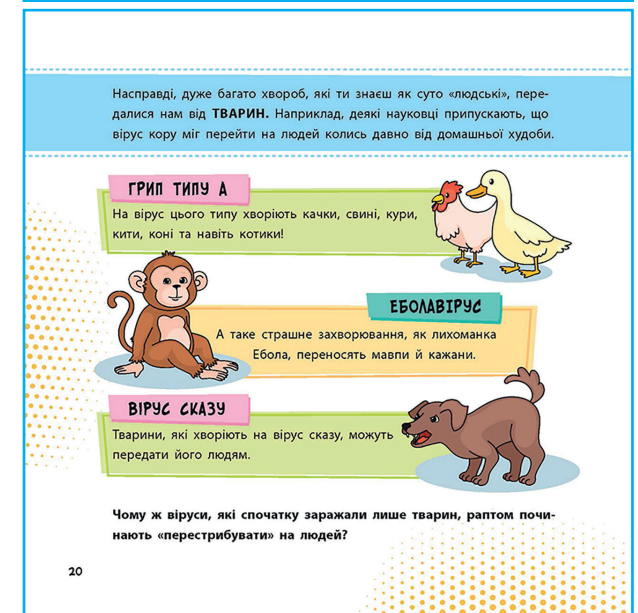 Насправді, дуже багато хвороб, які ти знаєш як суто «людські», пере-
далися нам від ТВАРИН. Наприклад, деякі науковці припускають, що
вірус кору міг перейти на людей колись давно від домашньої худоби.
ГРИП ТИПУ А
На вірус цього типу хворіють качки, свині, кури,
кити, коні та навіть котики!
ЕБОЛАВІРУС
А таке страшне захворювання, як лихоманка
Ебола, переносять мавпи й кажани.
ВІРУС СКАЗУ
Тварини, які хворіють на вірус сказу, можуть
передати його людям.
Чому ж віруси, які спочатку заражали лише тварин, раптом почи-
нають «перестрибувати» на людей?
20